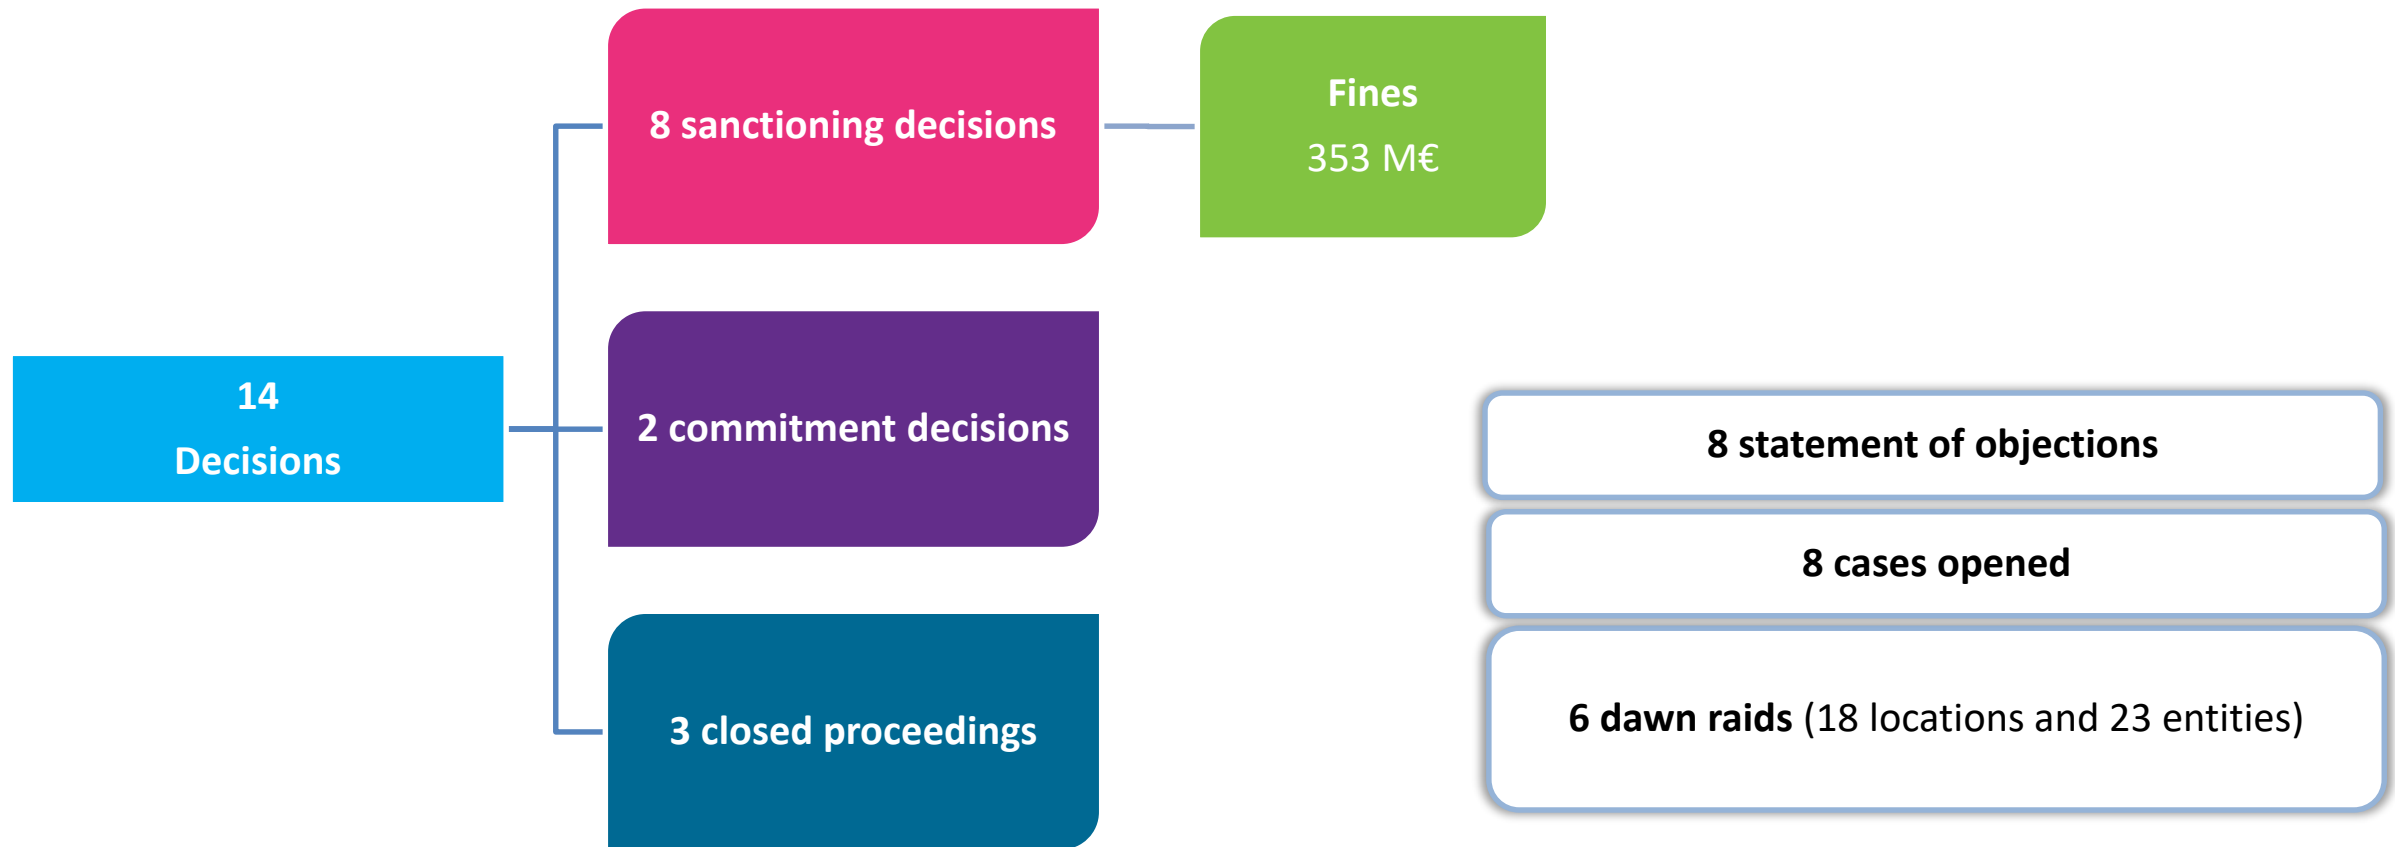 14
Decisions
8 sanctioning decisions
Fines
353 M€
2 commitment decisions
3 closed proceedings
8 statement of objections
8 cases opened
6 dawn raids (18 locations and 23 entities)